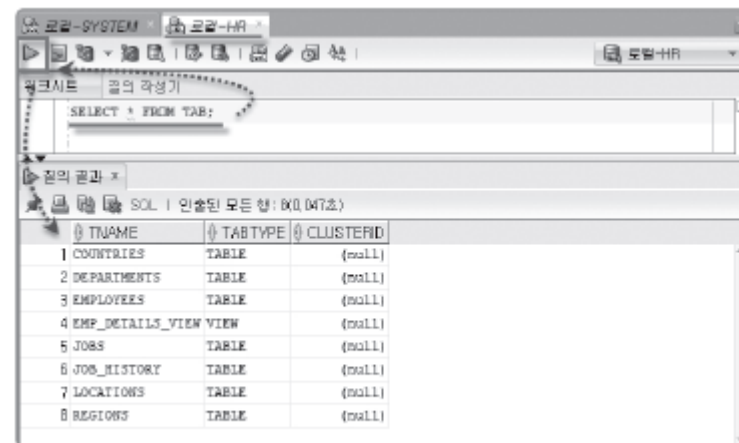 로컬-SYSTEM 로컬-HR
로컬-HR
워크시트 질의 작성기
SELECT * FROM TAB;
질의 결과 x
SQL | 인출된 모든 행: 8(0,047초)
TNAME TABTYPE CLUSTERID
1 COUNTRIES TABLE (null)
2 DEPARTMENTS TABLE (null)
3 EMPLOYEES TABLE (null)
4 EMP_DETAILS_VIEW VIEW (null)
5 JOBS TABLE (null)
6 JOB_HISTORY TABLE (null)
7 LOCATIONS TABLE (null)
8 REGIONS TABLE (null)